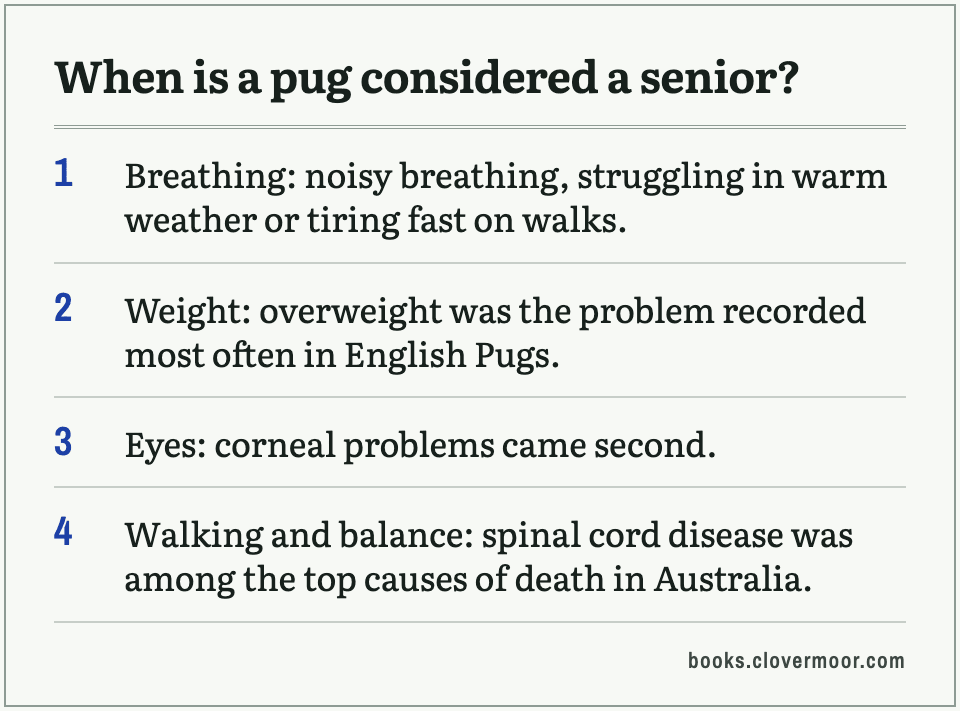 When is a pug considered a senior?
1 Breathing: noisy breathing, struggling in warm
weather or tiring fast on walks.
2 Weight: overweight was the problem recorded
most often in English Pugs.
3 Eyes: corneal problems came second.
4 Walking and balance: spinal cord disease was
among the top causes of death in Australia.
books.clovermoor.com